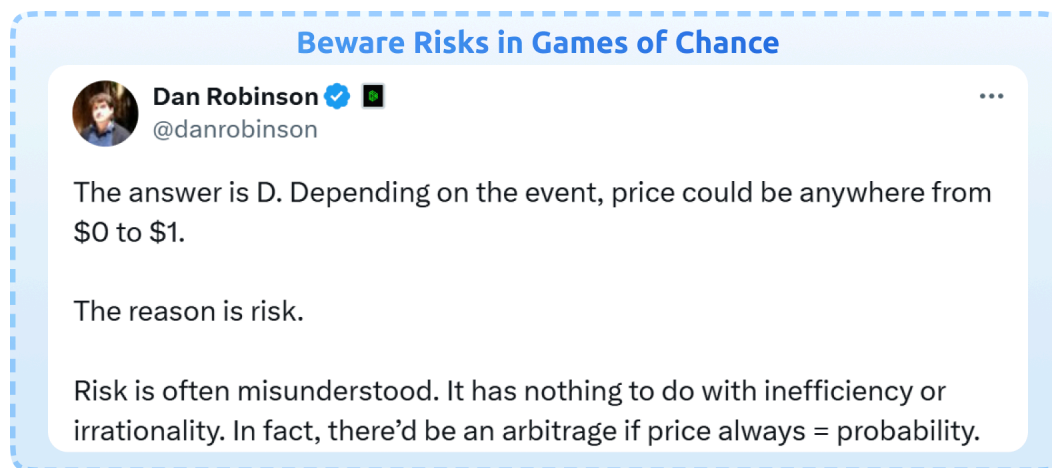 Beware Risks in Games of Chance
Dan Robinson
@danrobinson
The answer is D. Depending on the event, price could be anywhere from
$0 to $1.
The reason is risk.
Risk is often misunderstood. It has nothing to do with inefficiency or
irrationality. In fact, there’d be an arbitrage if price always = probability.